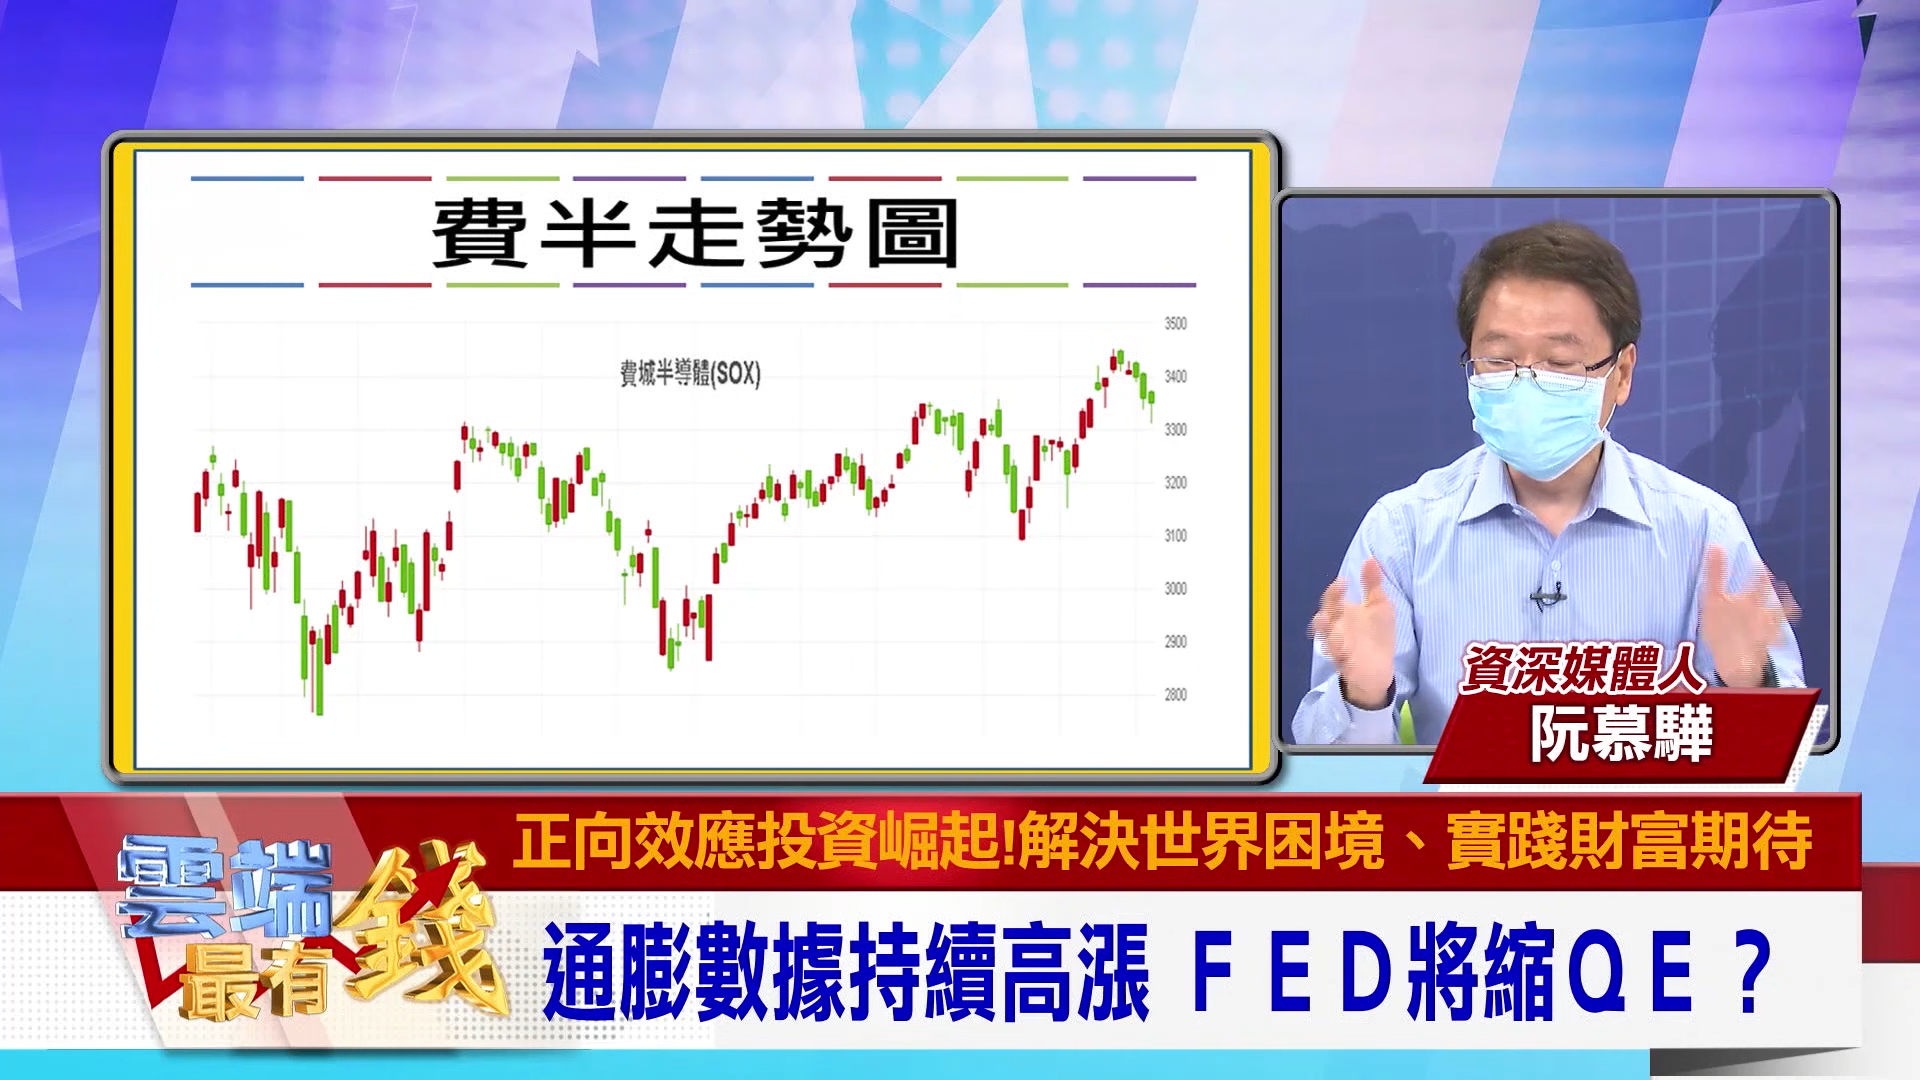 費半走勢圖
費城半導體(SOX)
3500
3400
3300
3200
3100
3000
2900
2800
資深媒體人
阮慕驊
正向效應投資崛起!解決世界困境、實踐財富期待
雲端最有錢
通膨數據持續高漲 FED將縮QE？